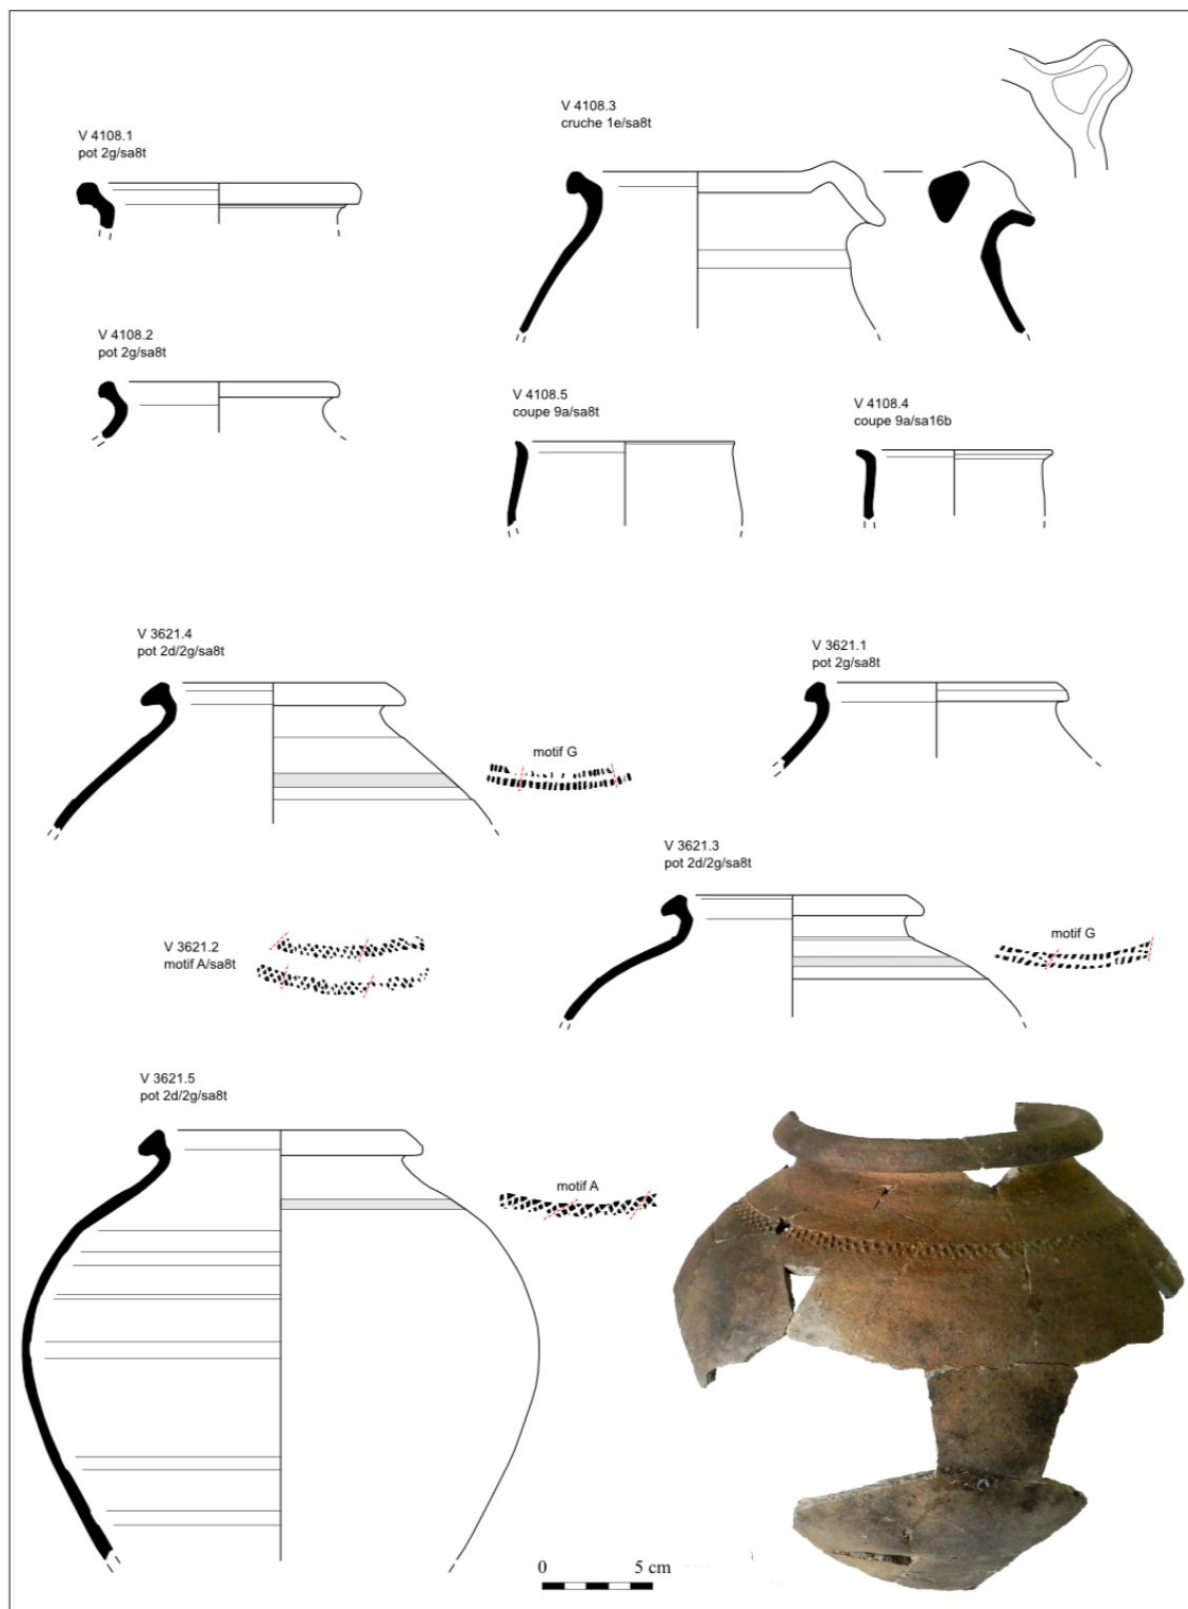 V 4108.1
pot 2g/sa8t
V 4108.3
cruche 1e/sa8t
V 4108.2
pot 2g/sa8t
V 4108.5
coupe 9a/sa8t
V 4108.4
coupe 9a/sa16b
V 3621.4
pot 2d/2g/sa8t
motif G
V 3621.1
pot 2g/sa8t
V 3621.3
pot 2d/2g/sa8t
motif G
V 3621.2
motif A/sa8t
V 3621.5
pot 2d/2g/sa8t
motif A
0 5 cm